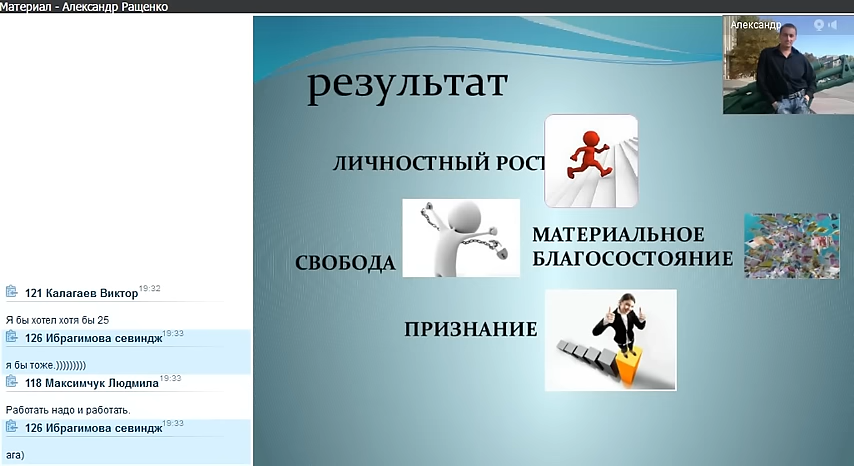 Материал - Александр Ращенко
121 Калагаев Виктор 19:32
Я бы хотел хотя бы 25
126 Ибрагимова севиндж 19:33
я бы тоже.)))))))))
118 Максимчук Людмила 19:33
Работать надо и работать.
126 Ибрагимова севиндж 19:33
ага)
результат
ЛИЧНОСТНЫЙ РОСТ
СВОБОДА
МАТЕРИАЛЬНОЕ
БЛАГОСОСТОЯНИЕ
ПРИЗНАНИЕ
Александр